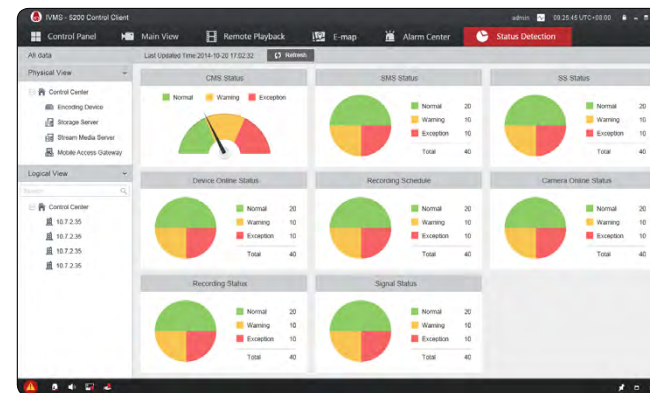 IVMS - 5200 Control Client
admin 09:25:45 UTC+08:00
Control Panel Main View Remote Playback E-map Alarm Center Status Detection
All data Last Updated Time:2014-10-20 17:02:32 Refresh
Physical View
Control Center
Encoding Device
Storage Server
Stream Media Server
Mobile Access Gateway
Logical View
Search
Control Center
10.7.2.35
10.7.2.35
10.7.2.35
10.7.2.35
CMS Status
Normal Warning Exception
SMS Status
Normal 20
Warning 10
Exception 10
Total 40
SS Status
Normal 20
Warning 10
Exception 10
Total 40
Device Online Status
Normal 20
Warning 10
Exception 10
Total 40
Recording Schedule
Normal 20
Warning 10
Exception 10
Total 40
Camera Online Status
Normal 20
Warning 10
Exception 10
Total 40
Recording Status
Normal 20
Warning 10
Exception 10
Total 40
Signal Status
Normal 20
Warning 10
Exception 10
Total 40